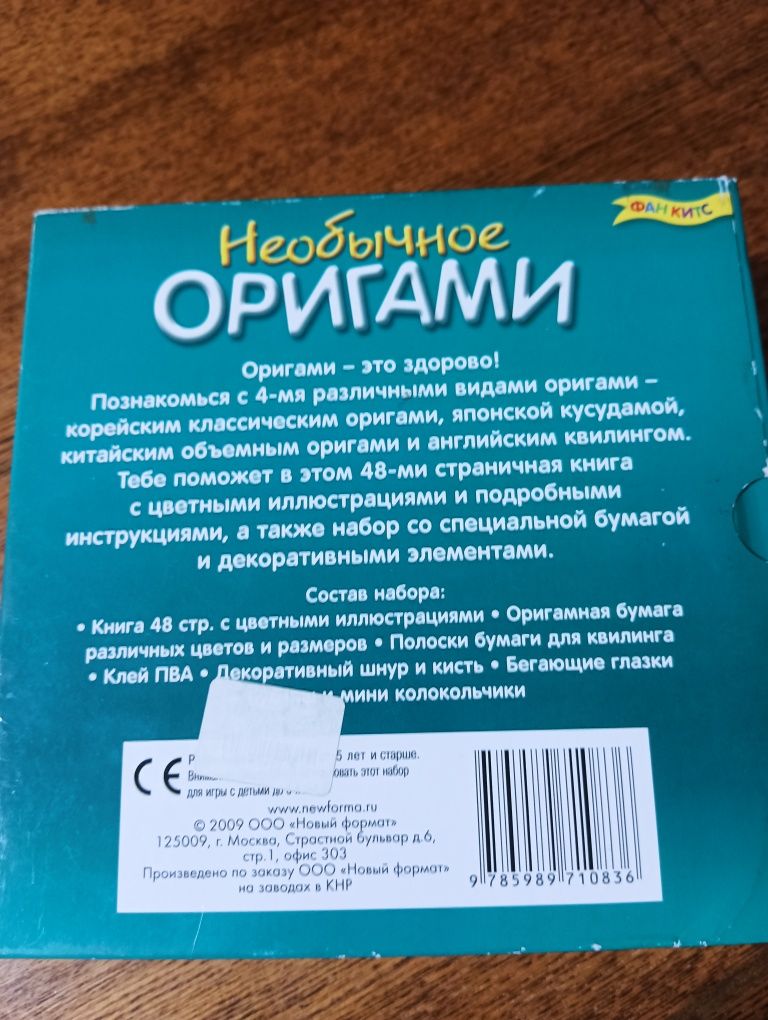 ФАН КИТС
Необычное
ОРИГАМИ
Оригами – это здорово!
Познакомься с 4-мя различными видами оригами –
корейским классическим оригами, японской кусудамой,
китайским объемным оригами и английским квилингом.
Тебе поможет в этом 48-ми страничная книга
с цветными иллюстрациями и подробными
инструкциями, а также набор со специальной бумагой
и декоративными элементами.
Состав набора:
• Книга 48 стр. с цветными иллюстрациями • Оригамная бумага
различных цветов и размеров • Полоски бумаги для квилинга
• Клей ПВА • Декоративный шнур и кисть • Бегающие глазки
и мини колокольчики
CE
5 лет и старше.
этот набор
для игры с детьми до
www.newforma.ru
© 2009 ООО «Новый формат»
125009, г. Москва, Страстной бульвар д.6,
стр.1, офис 303
Произведено по заказу ООО «Новый формат»
на заводах в КНР
9 785989 710836